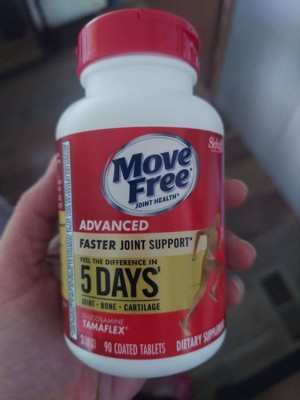 Schiff
Move
Free
JOINT HEALTH
ADVANCED
FASTER JOINT SUPPORT*
FEEL THE DIFFERENCE IN
5 DAYS
JOINT • BONE • CARTILAGE
GLUCOSAMINE
TAMAFLEX®
90 COATED TABLETS
DIETARY SUPPLEMENT